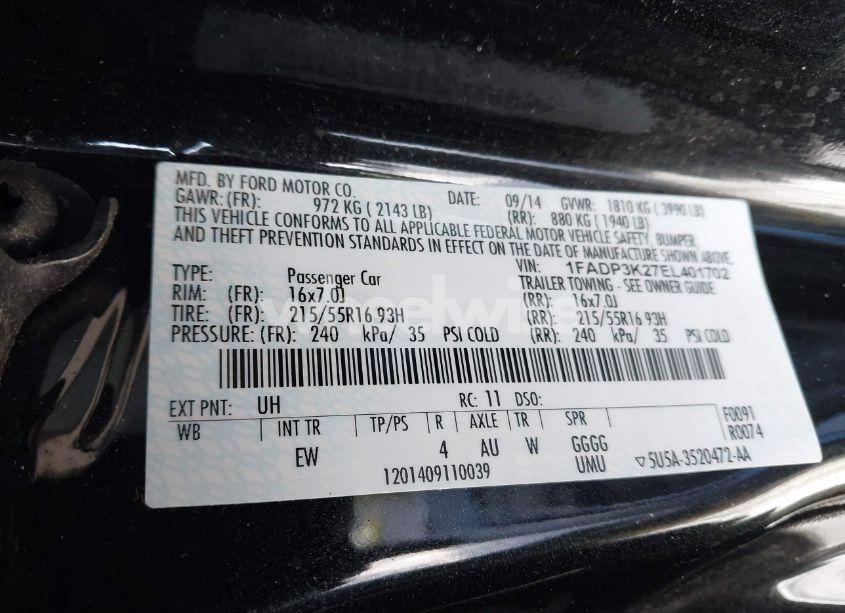 MFD. BY FORD MOTOR CO. DATE: 09/14 GVWR: 1810 KG ( 3990 LB)
GAWR: (FR): 972 KG ( 2143 LB) (RR): 880 KG ( 1940 LB)
THIS VEHICLE CONFORMS TO ALL APPLICABLE FEDERAL MOTOR VEHICLE SAFETY, BUMPER,
AND THEFT PREVENTION STANDARDS IN EFFECT ON THE DATE OF MANUFACTURE SHOWN ABOVE.
VIN: 1FADP3K27EL401702
TYPE: Passenger Car TRAILER TOWING - SEE OWNER GUIDE
RIM: (FR): 16x7.0J (RR): 16x7.0J
TIRE: (FR): 215/55R16 93H (RR): 215/55R16 93H
PRESSURE: (FR): 240 kPa/ 35 PSI COLD (RR): 240 kPa/ 35 PSI COLD
EXT PNT: UH RC: 11 DSO: F0091
WB INT TR TP/PS R AXLE TR SPR R0074
EW 4 AU W GGGG
1201409110039 UMU ▽5U5A-3520472-AA